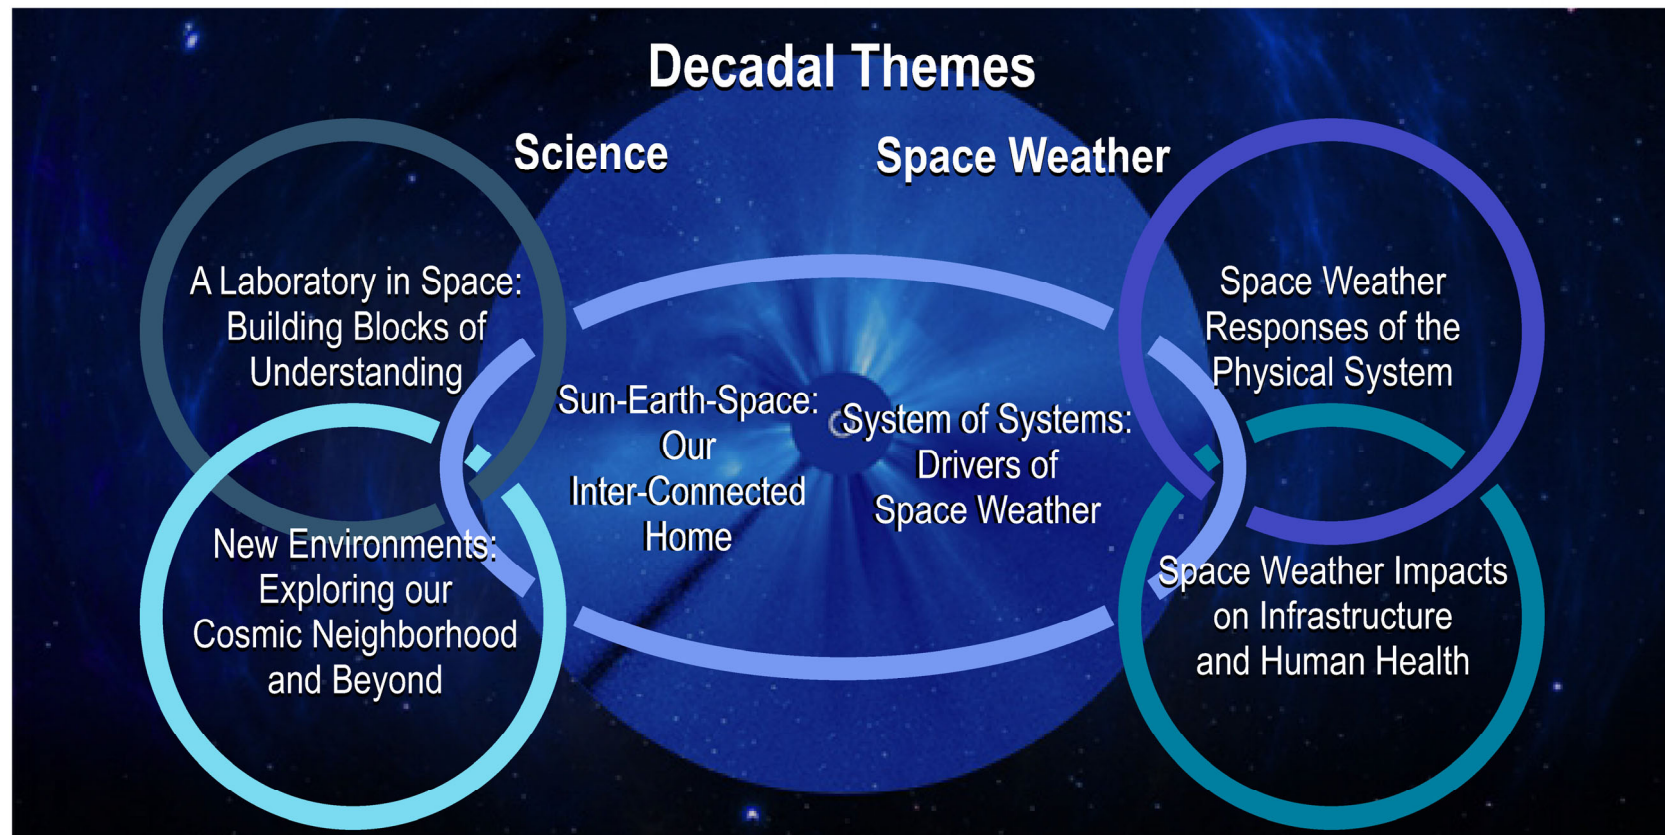 Decadal Themes
Science
Space Weather
A Laboratory in Space:
Building Blocks of
Understanding
New Environments:
Exploring our
Cosmic Neighborhood
and Beyond
Sun-Earth-Space:
Our
Inter-Connected
Home
System of Systems:
Drivers of
Space Weather
Space Weather
Responses of the
Physical System
Space Weather Impacts
on Infrastructure
and Human Health